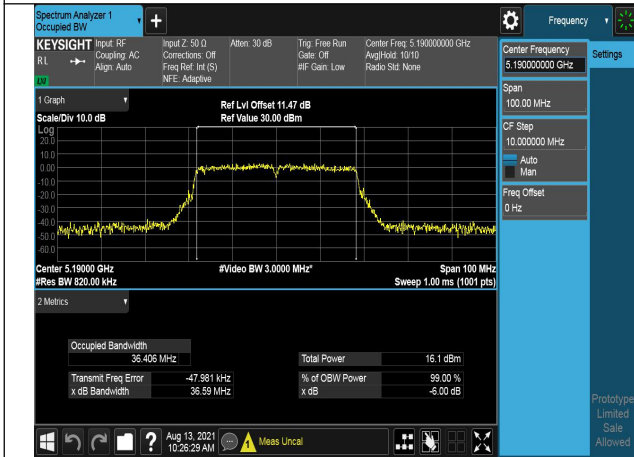 Spectrum Analyzer 1
Occupied BW
Frequency
KEYSIGHT
Input: RF
Coupling: AC
Align: Auto
Input Z: 50 Ω
Corrections: Off
Freq Ref: Int (S)
NFE: Adaptive
Atten: 30 dB
Trig: Free Run
Gate: Off
#IF Gain: Low
Center Freq: 5.190000000 GHz
Avg|Hold: 10/10
Radio Std: None
RL
LXI
Center Frequency
5.190000000 GHz
Settings
Span
100.00 MHz
CF Step
10.000000 MHz
Auto
Man
Freq Offset
0 Hz
1 Graph
Scale/Div 10.0 dB
Ref Lvl Offset 11.47 dB
Ref Value 30.00 dBm
Log
20.0
10.0
0.00
-10.0
-20.0
-30.0
-40.0
-50.0
-60.0
Center 5.19000 GHz
#Res BW 820.00 kHz
#Video BW 3.0000 MHz*
Span 100 MHz
Sweep 1.00 ms (1001 pts)
2 Metrics
Occupied Bandwidth
36.406 MHz
Total Power 16.1 dBm
Transmit Freq Error -47.981 kHz
% of OBW Power 99.00 %
x dB Bandwidth 36.59 MHz
x dB -6.00 dB
Prototype
Limited
Sale
Allowed
?
Aug 13, 2021
10:26:29 AM
Meas Uncal